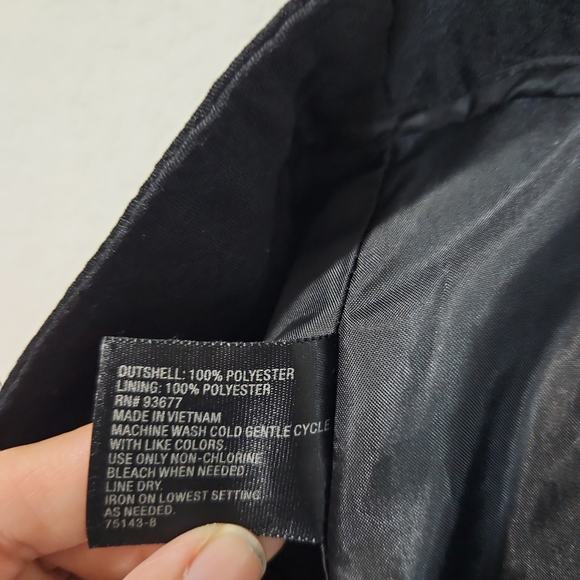 OUTSHELL: 100% POLYESTER
LINING: 100% POLYESTER
RN# 93677
MADE IN VIETNAM
MACHINE WASH COLD GENTLE CYCLE
WITH LIKE COLORS.
USE ONLY NON-CHLORINE
BLEACH WHEN NEEDED.
LINE DRY.
IRON ON LOWEST SETTING
AS NEEDED.
75143-8